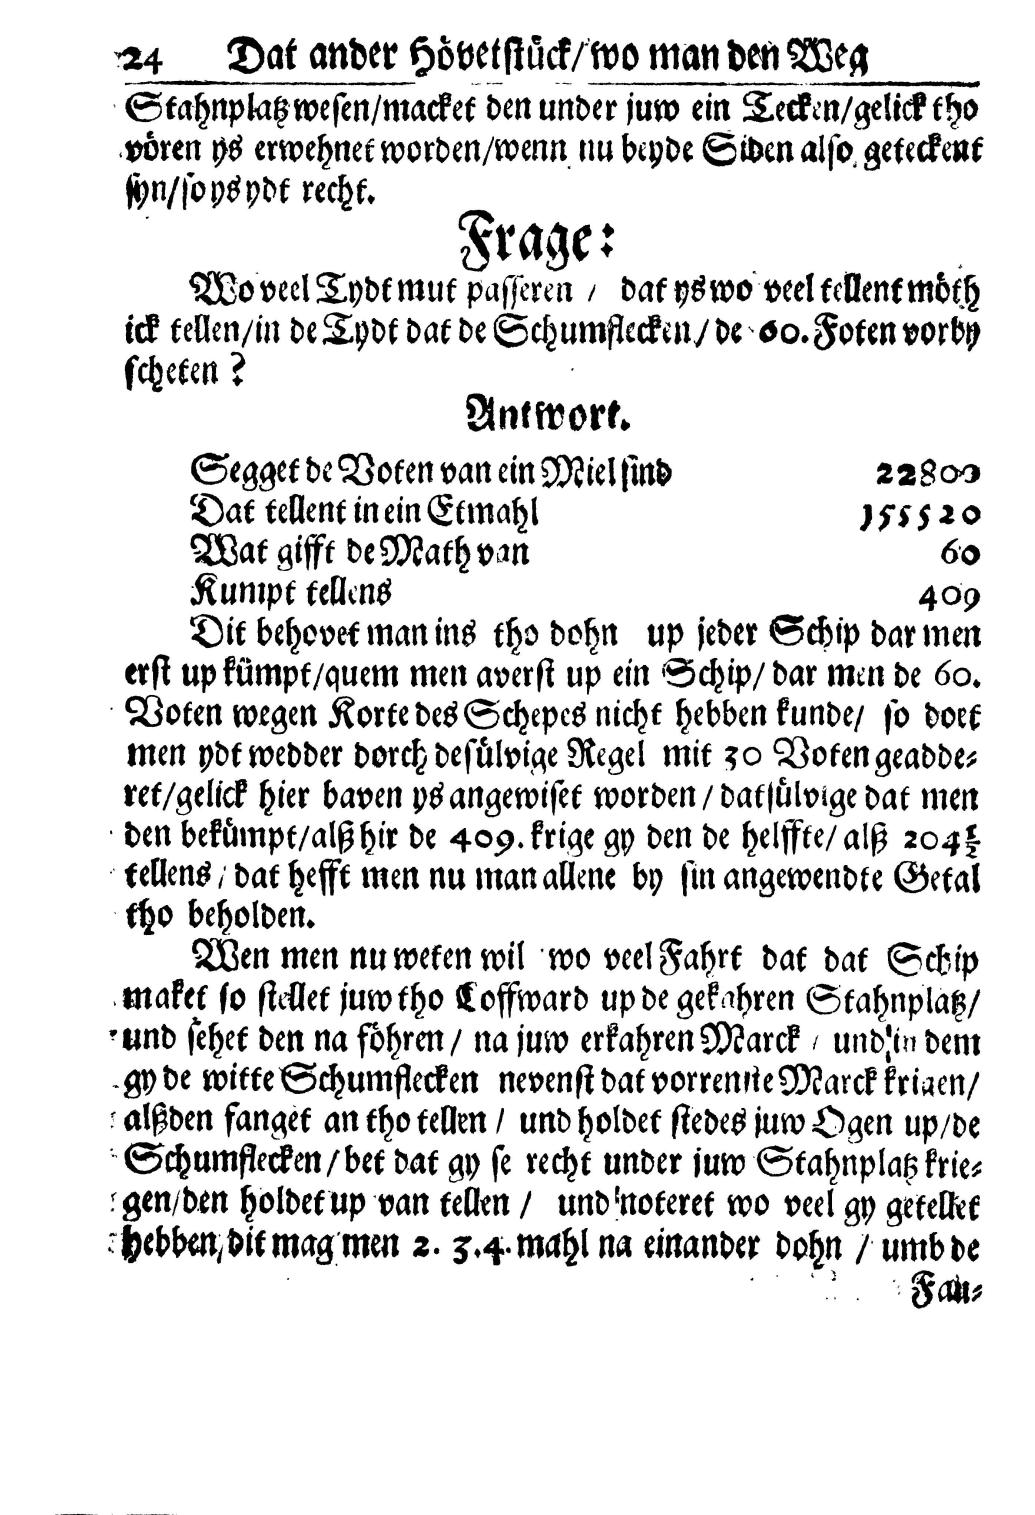 24 Dat ander Hövetstück/wo man den Weg
Stahnplatz wesen/macket den under juw ein Tecken/gelick tho
vören ys erwehnet worden/wenn nu beyde Siden also geteckent
syn/so ys ydt recht.
Frage:
Wo veel Tydt mut passeren / dat ys wo veel tellent möth
ick tellen/in de Tydt dat de Schumflecken/de 60. Foten vorby
scheten ?
Antwort.
Segget de Voten van ein Miel sind 22800
Dat tellent in ein Etmahl 155520
Wat gifft de Math van 60
Kumpt tellens 409
Dit behovet man ins tho dohn up jeder Schip dar men
erst up kümpt/quem men averst up ein Schip/dar men de 60.
Voten wegen Korte des Schepes nicht hebben kunde/ so doet
men ydt wedder dorch desülvige Regel mit 30 Voten geadde⸗
ret/gelick hier baven ys angewiset worden/datsülvige dat men
den bekümpt/alß hir de 409. krige gy den de helffte/alß 204½
tellens/dat hefft men nu man allene by sin angewendte Getal
tho beholden.
Wen men nu weten wil wo veel Fahrt dat dat Schip
maket so stellet juw tho Loffward up de gekahren Stahnplatz/
und sehet den na föhren/na juw erkahren Marck / und in dem
gy de witte Schumflecken nevenst dat vorrenste Marck krigen/
alßden fanget an tho tellen / und holdet stedes juw Ogen up/de
Schumflecken/bet dat gy se recht under juw Stahnplatz krie⸗
gen/den holdet up van tellen / und noteret wo veel gy getellet
hebben/dit mag men 2. 3.4. mahl na einander dohn / umb de
Fau⸗